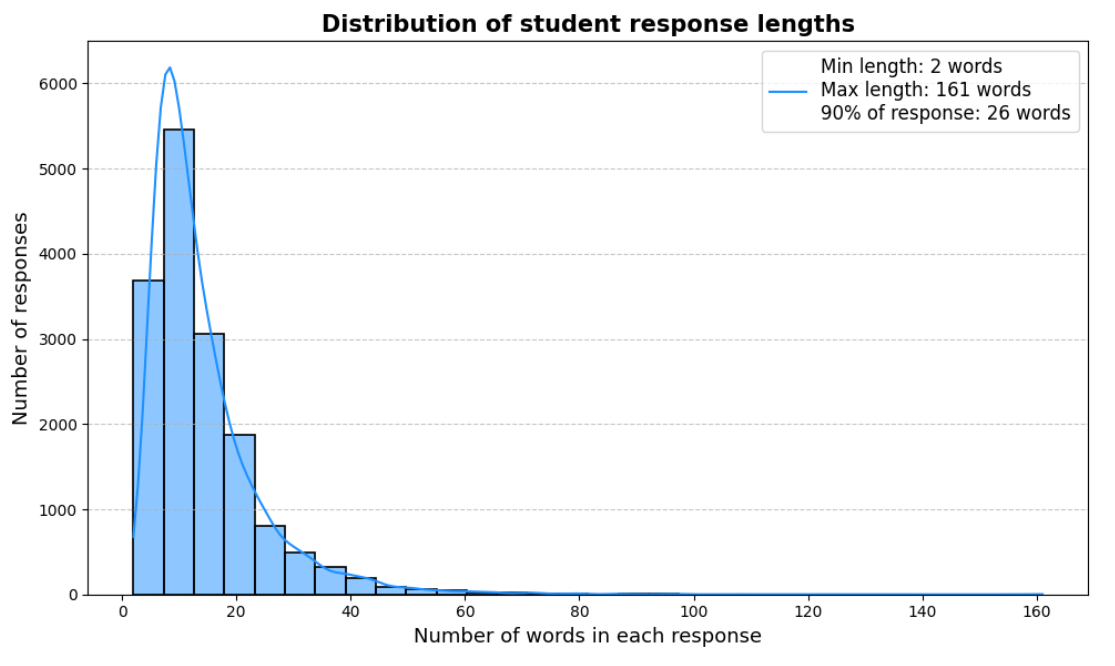 Distribution of student response lengths
Min length: 2 words
Max length: 161 words
90% of response: 26 words
Number of responses
6000
5000
4000
3000
2000
1000
0
0 20 40 60 80 100 120 140 160
Number of words in each response